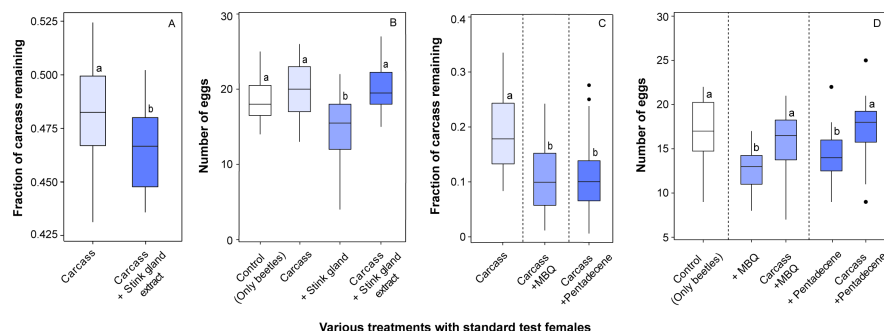 A
Fraction of carcass remaining
0.525
0.500
0.475
0.450
0.425
a
b
Carcass
Carcass
+ Stink gland
extract
B
Number of eggs
30
20
10
0
a
a
b
a
Control
(Only beetles)
Carcass
+ Stink gland
Carcass
+ Stink gland
extract
C
Fraction of carcass remaining
0.4
0.3
0.2
0.1
0
a
b
b
Carcass
Carcass
+MBQ
Carcass
+Pentadecene
D
Number of eggs
30
25
20
15
10
5
0
a
b
a
b
a
Control
(Only beetles)
+ MBQ
Carcass
+MBQ
+ Pentadecene
Carcass
+Pentadecene
Various treatments with standard test females